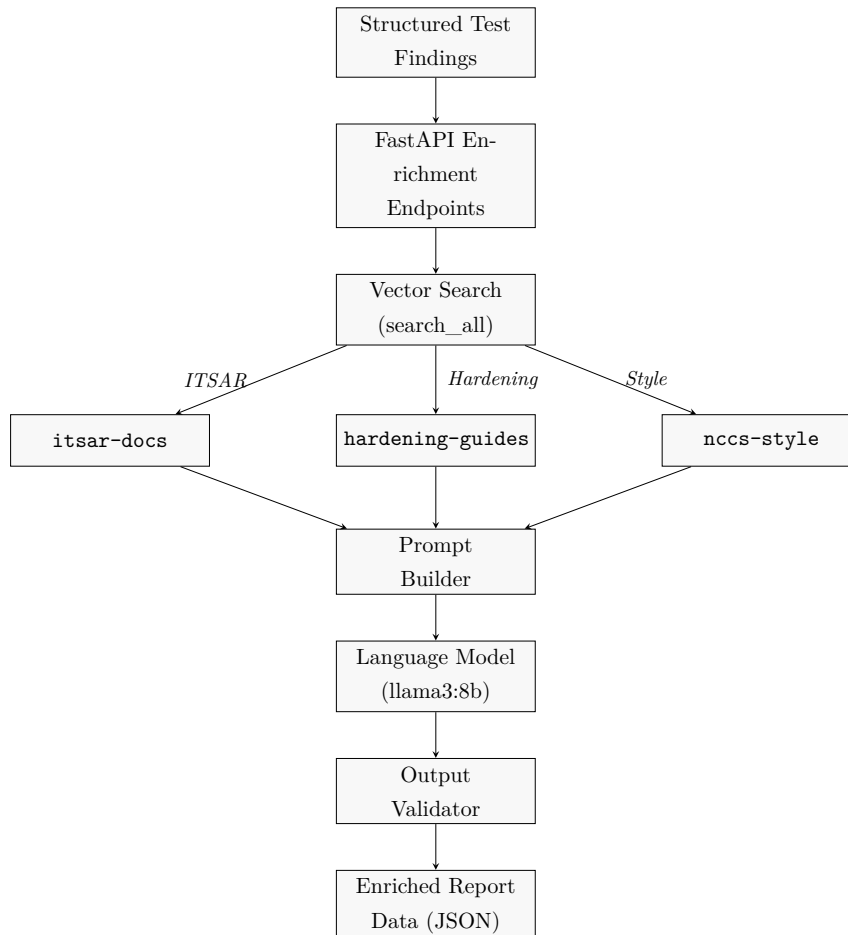 Structured Test
Findings
FastAPI En-
richment
Endpoints
Vector Search
(search_all)
ITSAR
Hardening
Style
itsar-docs
hardening-guides
nccs-style
Prompt
Builder
Language Model
(llama3:8b)
Output
Validator
Enriched Report
Data (JSON)